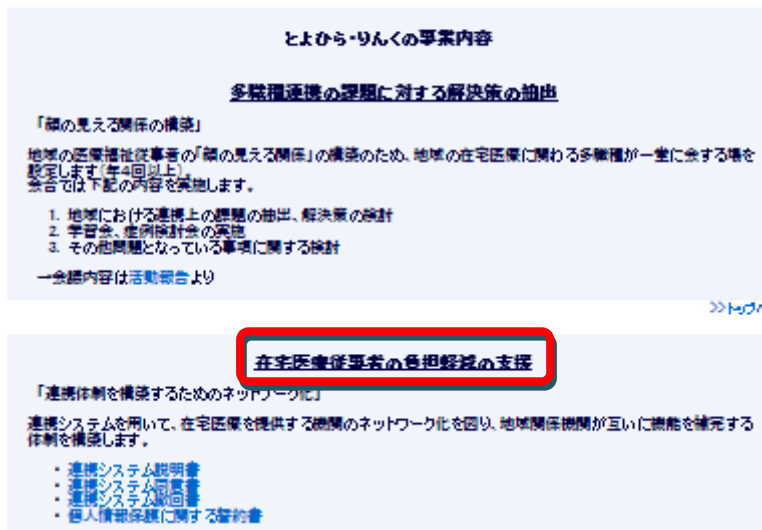 とよひら・りんくの事業内容
多職種連携の課題に対する解決策の抽出
「顔の見える関係の構築」
地域の医療福祉従事者の「顔の見える関係」の構築のため、地域の在宅医療に関わる多職種が一堂に会する場を
設定します(年4回以上)。
会合では下記の内容を実施します。
1. 地域における連携上の課題の抽出、解決策の検討
2. 学習会、症例検討会の実施
3. その他問題となっている事項に関する検討
→会議内容は活動報告より
>>トップへ
在宅医療従事者の負担軽減の支援
「連携体制を構築するためのネットワーク化」
連携システムを用いて、在宅医療を提供する機関のネットワーク化を図り、地域関係機関が互いに機能を補完する
体制を構築します。
・ 連携システム説明書
・ 連携システム同意書
・ 連携システム撤回書
・ 個人情報保護に関する誓約書